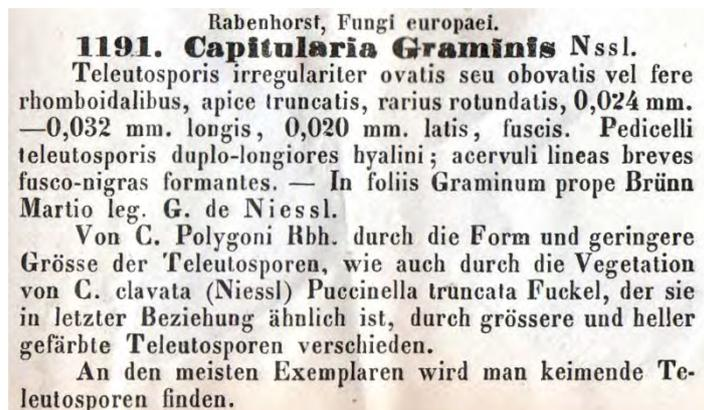 Rabenhorst, Fungi europaei.
1191. Capitularia Graminis Nssl.
Teleutosporis irregulariter ovatis seu obovatis vel fere
rhomboidalibus, apice truncatis, rarius rotundatis, 0,024 mm.
—0,032 mm. longis, 0,020 mm. latis, fuscis. Pedicelli
teleutosporis duplo-longiores hyalini; acervuli lineas breves
fusco-nigras formantes. — In foliis Graminum prope Brünn
Martio leg. G. de Niessl.
Von C. Polygoni Rbh. durch die Form und geringere
Grösse der Teleutosporen, wie auch durch die Vegetation
von C. clavata (Niessl) Puccinella truncata Fuckel, der sie
in letzter Beziehung ähnlich ist, durch grössere und heller
gefärbte Teleutosporen verschieden.
An den meisten Exemplaren wird man keimende Te-
leutosporen finden.